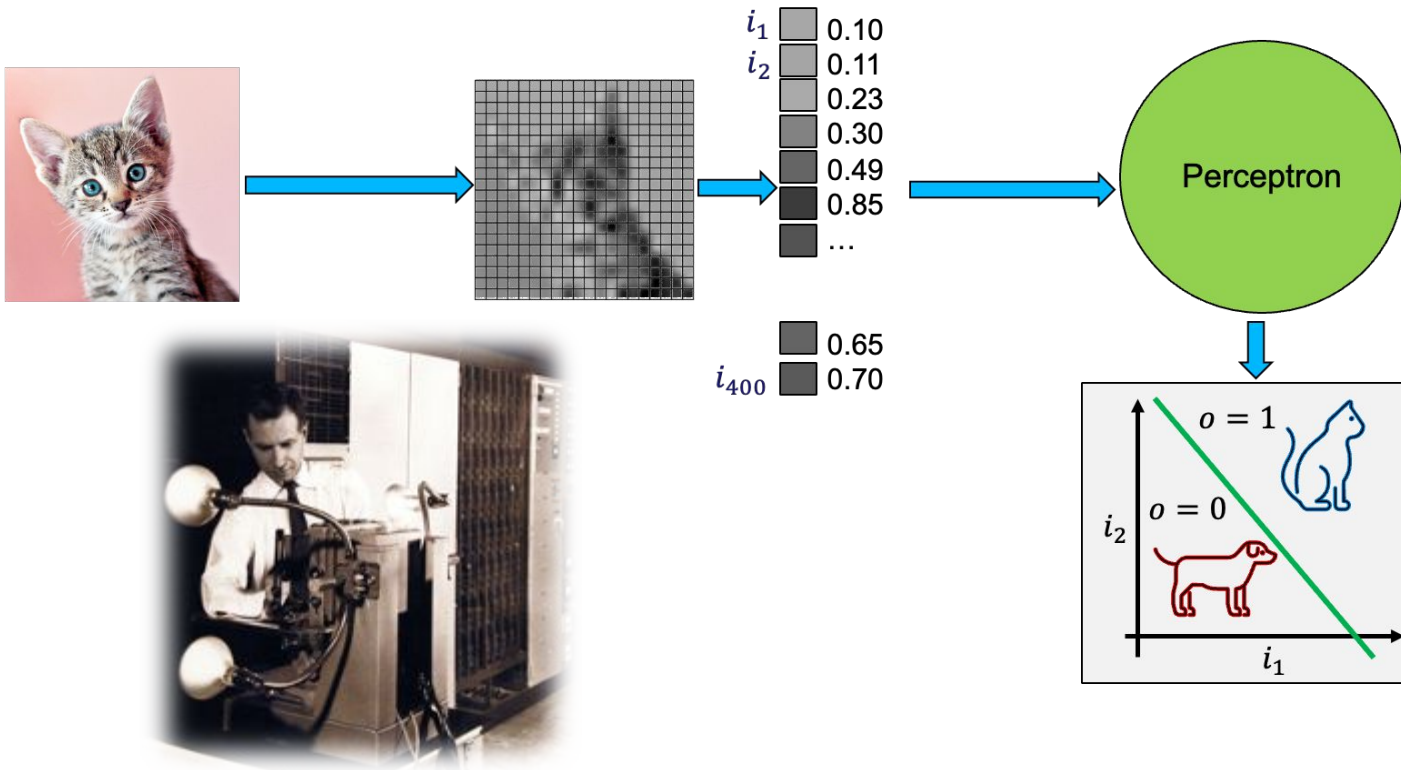 i₁ 0.10
i₂ 0.11
0.23
0.30
0.49
0.85
...
0.65
i₄₀₀ 0.70
Perceptron
o = 1
o = 0
i₂
i₁